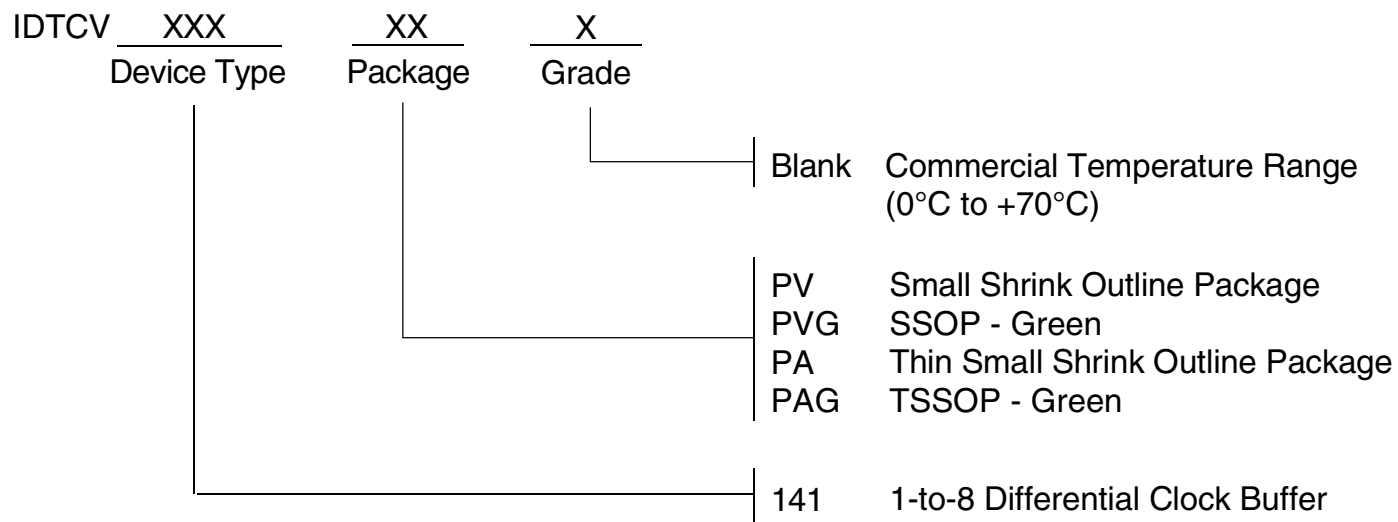 IDTCV XXX XX X
Device Type Package Grade
Blank Commercial Temperature Range
(0°C to +70°C)
PV Small Shrink Outline Package
PVG SSOP - Green
PA Thin Small Shrink Outline Package
PAG TSSOP - Green
141 1-to-8 Differential Clock Buffer